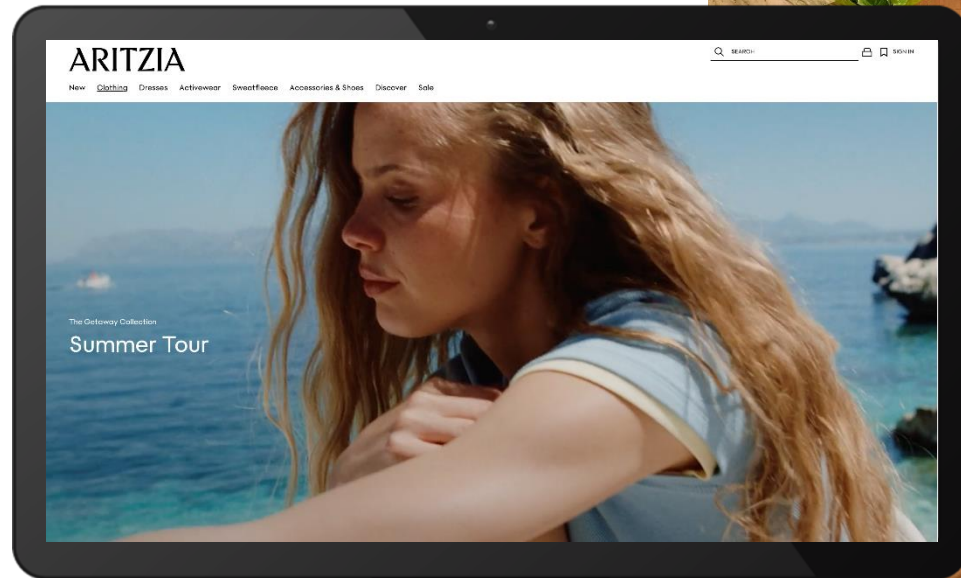 ARITZIA
SEARCH
SIGN IN
New Clothing Dresses Activewear Sweatfleece Accessories & Shoes Discover Sale
The Getaway Collection
Summer Tour